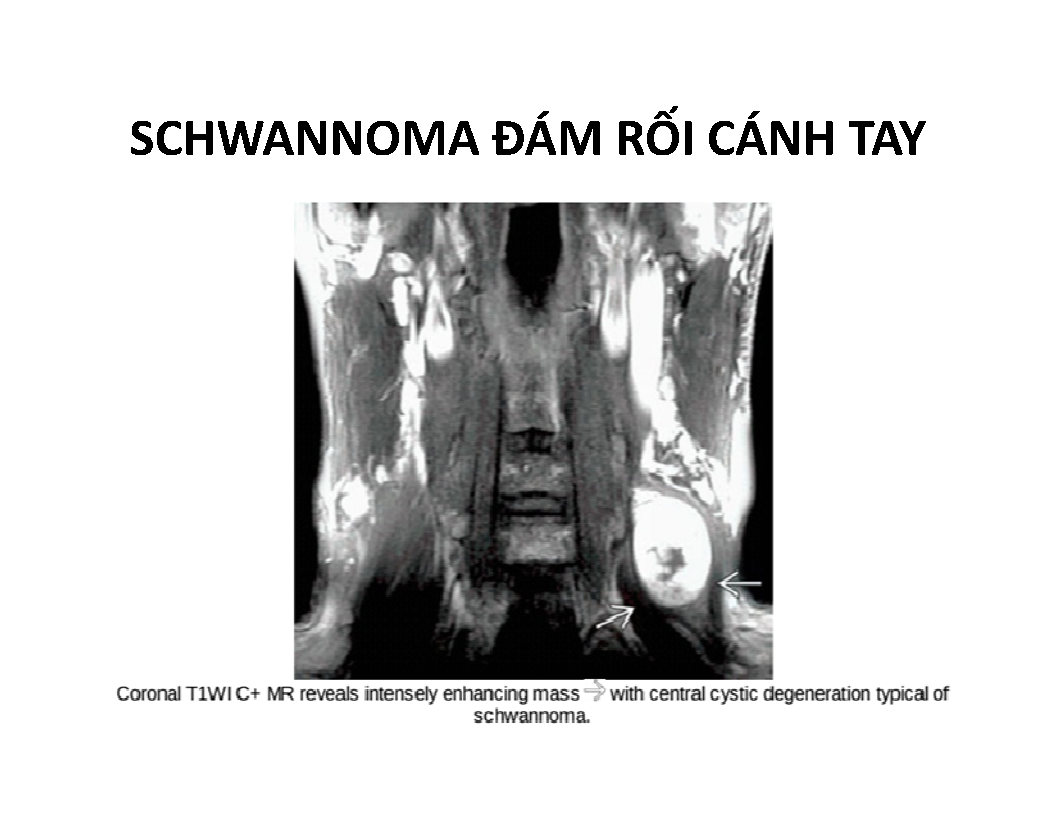 SCHWANNOMA ĐÁM RỐI CÁNH TAY
Coronal T1WI C+ MR reveals intensely enhancing mass with central cystic degeneration typical of
schwannoma.